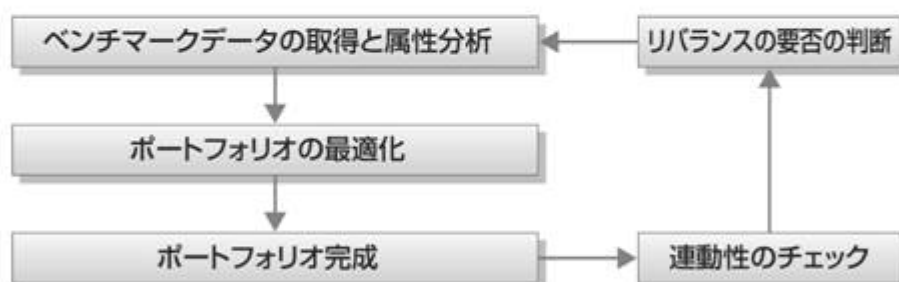 ベンチマークデータの取得と属性分析
リバランスの要否の判断
ポートフォリオの最適化
ポートフォリオ完成
連動性のチェック